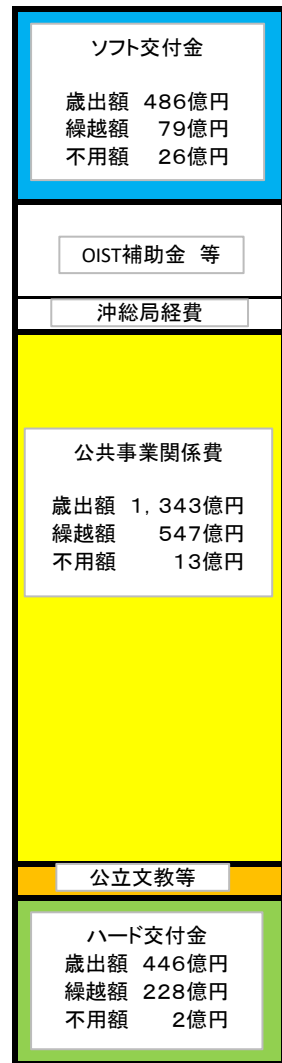 ソフト交付金
歳出額 486億円
繰越額 79億円
不用額 26億円
OIST補助金 等
沖総局経費
公共事業関係費
歳出額 1,343億円
繰越額 547億円
不用額 13億円
公立文教等
ハード交付金
歳出額 446億円
繰越額 228億円
不用額 2億円